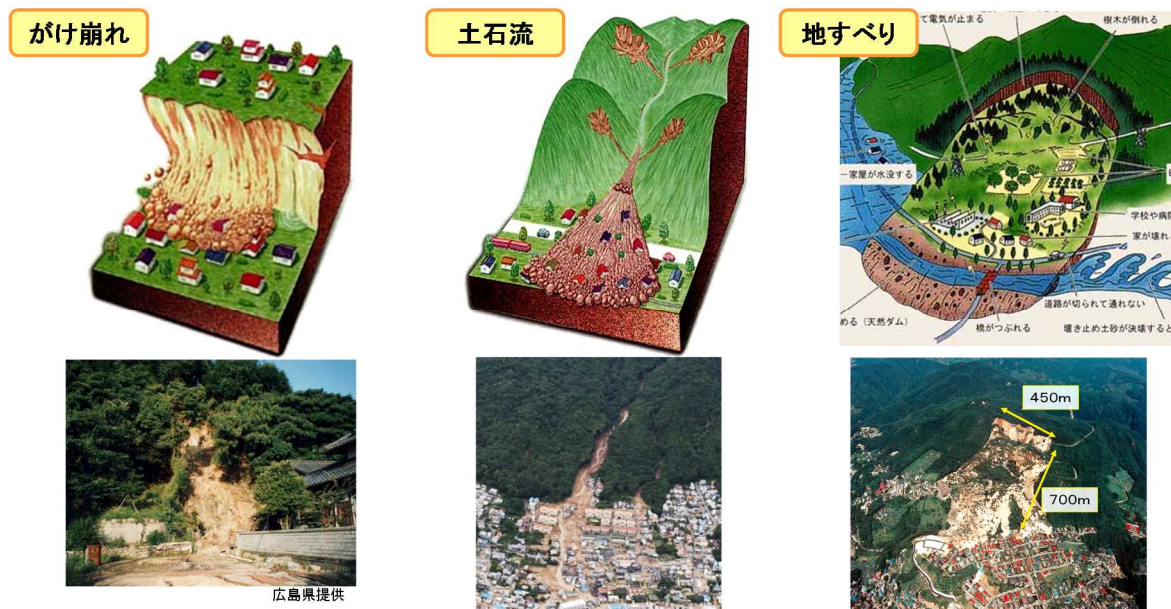 がけ崩れ
土石流
地すべり
て電気が止まる
樹木が倒れる
家屋が水没する
学校や病院
家が壊れ
道路が切られて通れない
める（天然ダム）
橋がつぶれる
堰き止め土砂が決壊すると
450m
700m
広島県提供